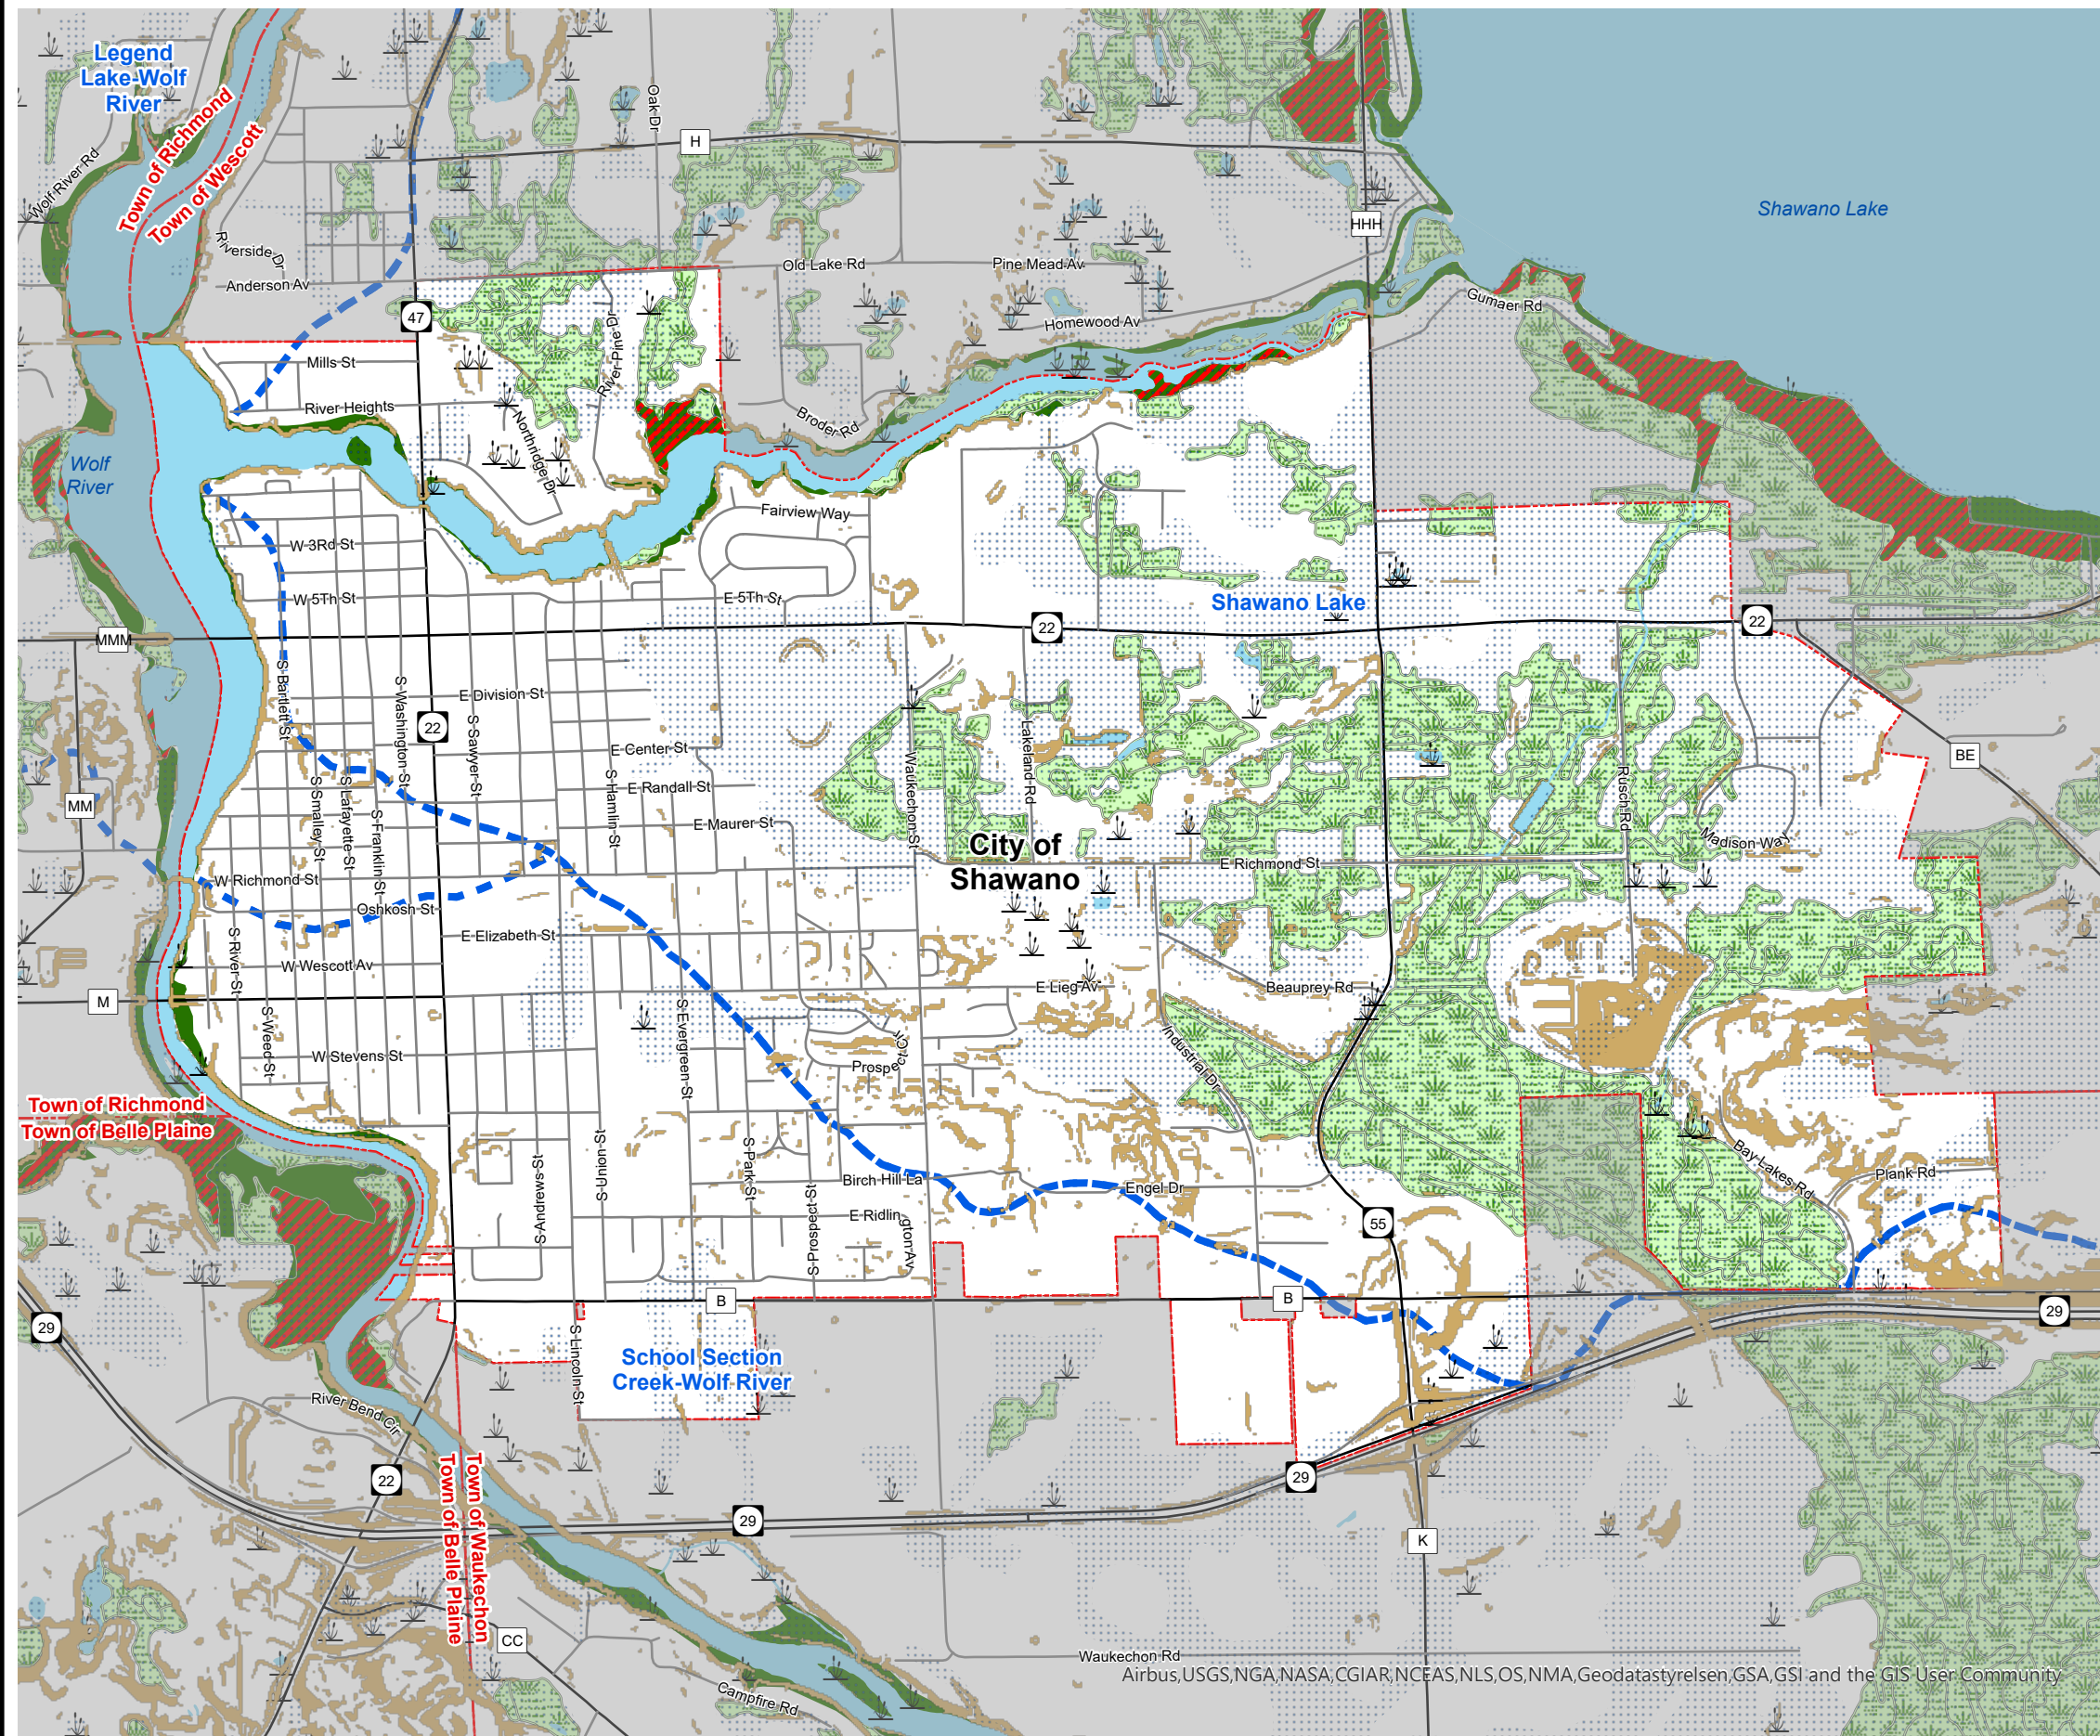 Legend
Lake-Wolf
River
Town of Richmond
Town of Wescott
Wolf River Rd
Oak Dr
H
Shawano Lake
HHH
Riverside Dr
Anderson Av
Old Lake Rd
Pine Mead Av
Gumaer Rd
47
Homewood Av
River Pine Dr
Mills St
River Heights
Northridge Dr
Broder Rd
Wolf
River
Fairview Way
W 3Rd St
W 5Th St
E 5Th St
Shawano Lake
22
22
MMM
S Bartlett St
S Washington St
E Division St
22
S Sawyer St
E Center St
Waukechon St
Lakeland Rd
BE
MM
S Smalley St
S Lafayette St
S Franklin St
S Hamlin St
E Randall St
E Maurer St
Rusch Rd
Madison Way
City of
Shawano
E Richmond St
W Richmond St
Oshkosh St
E Elizabeth St
S River St
W Wescott Av
M
E Lieg Av
Beauprey Rd
S Weed St
S Evergreen St
W Stevens St
Prospect Cir
Industrial Dr
Town of Richmond
Town of Belle Plaine
S Andrews St
S Union St
S Park St
S Prospect St
Birch Hill La
Engel Dr
Bay Lakes Rd
Plank Rd
E Ridlington Av
55
B
B
29
29
S Lincoln St
School Section
Creek-Wolf River
River Bend Cir
22
Town of Belle Plaine
Town of Waukechon
29
29
K
CC
Waukechon Rd
Campfire Rd
Airbus,USGS,NGA,NASA,CGIAR,NCEAS,NLS,OS,NMA,Geodatastyrelsen,GSA,GSI and the GIS User Community